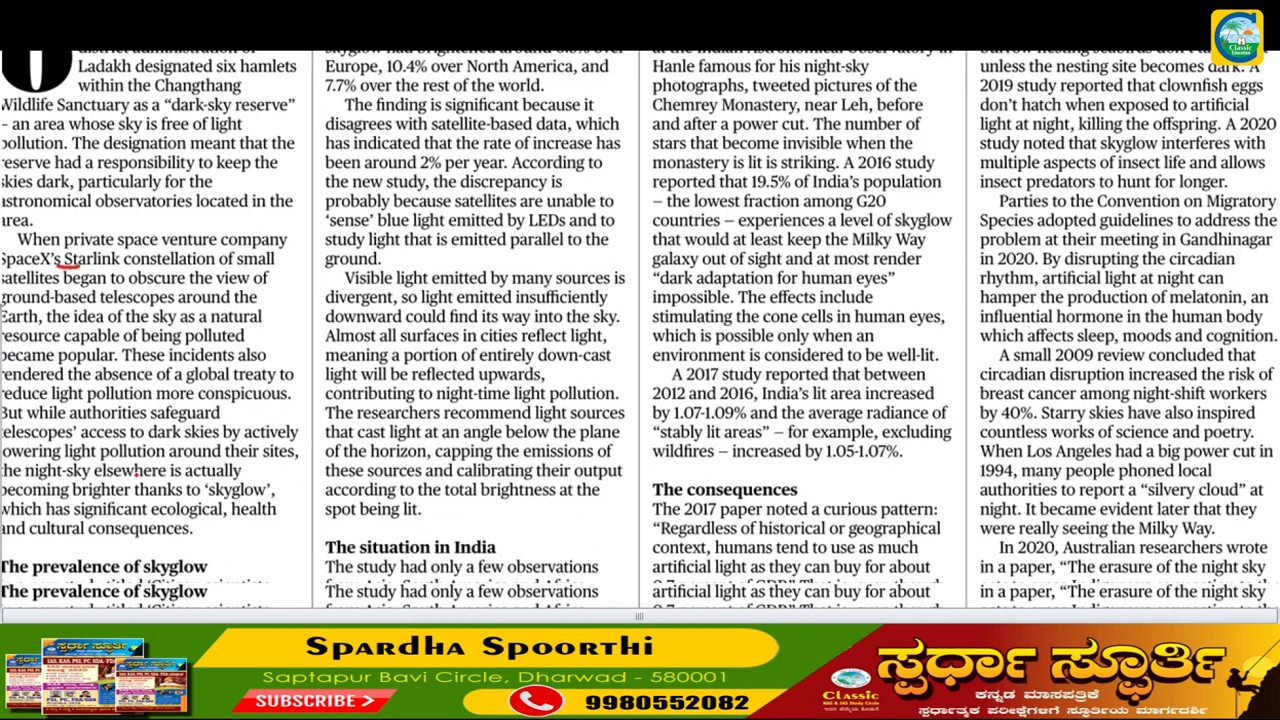 Ladakh designated six hamlets
within the Changthang
Wildlife Sanctuary as a “dark-sky reserve”
– an area whose sky is free of light
pollution. The designation meant that the
reserve had a responsibility to keep the
skies dark, particularly for the
astronomical observatories located in the
area.
When private space venture company
SpaceX’s Starlink constellation of small
satellites began to obscure the view of
ground-based telescopes around the
Earth, the idea of the sky as a natural
resource capable of being polluted
became popular. These incidents also
rendered the absence of a global treaty to
reduce light pollution more conspicuous.
But while authorities safeguard
telescopes’ access to dark skies by actively
lowering light pollution around their sites,
the night-sky elsewhere is actually
becoming brighter thanks to ‘skyglow’,
which has significant ecological, health
and cultural consequences.
The prevalence of skyglow
The prevalence of skyglow
Europe, 10.4% over North America, and
7.7% over the rest of the world.
The finding is significant because it
disagrees with satellite-based data, which
has indicated that the rate of increase has
been around 2% per year. According to
the new study, the discrepancy is
probably because satellites are unable to
‘sense’ blue light emitted by LEDs and to
study light that is emitted parallel to the
ground.
Visible light emitted by many sources is
divergent, so light emitted insufficiently
downward could find its way into the sky.
Almost all surfaces in cities reflect light,
meaning a portion of entirely down-cast
light will be reflected upwards,
contributing to night-time light pollution.
The researchers recommend light sources
that cast light at an angle below the plane
of the horizon, capping the emissions of
these sources and calibrating their output
according to the total brightness at the
spot being lit.
The situation in India
The study had only a few observations
The study had only a few observations
Hanle famous for his night-sky
photographs, tweeted pictures of the
Chemrey Monastery, near Leh, before
and after a power cut. The number of
stars that become invisible when the
monastery is lit is striking. A 2016 study
reported that 19.5% of India’s population
– the lowest fraction among G20
countries – experiences a level of skyglow
that would at least keep the Milky Way
galaxy out of sight and at most render
“dark adaptation for human eyes”
impossible. The effects include
stimulating the cone cells in human eyes,
which is possible only when an
environment is considered to be well-lit.
A 2017 study reported that between
2012 and 2016, India’s lit area increased
by 1.07-1.09% and the average radiance of
“stably lit areas” – for example, excluding
wildfires – increased by 1.05-1.07%.
The consequences
The 2017 paper noted a curious pattern:
“Regardless of historical or geographical
context, humans tend to use as much
artificial light as they can buy for about
artificial light as they can buy for about
unless the nesting site becomes dark. A
2019 study reported that clownfish eggs
don’t hatch when exposed to artificial
light at night, killing the offspring. A 2020
study noted that skyglow interferes with
multiple aspects of insect life and allows
insect predators to hunt for longer.
Parties to the Convention on Migratory
Species adopted guidelines to address the
problem at their meeting in Gandhinagar
in 2020. By disrupting the circadian
rhythm, artificial light at night can
hamper the production of melatonin, an
influential hormone in the human body
which affects sleep, moods and cognition.
A small 2009 review concluded that
circadian disruption increased the risk of
breast cancer among night-shift workers
by 40%. Starry skies have also inspired
countless works of science and poetry.
When Los Angeles had a big power cut in
1994, many people phoned local
authorities to report a “silvery cloud” at
night. It became evident later that they
were really seeing the Milky Way.
In 2020, Australian researchers wrote
in a paper, “The erasure of the night sky
in a paper, “The erasure of the night sky
Classic
Education
Spardha Spoorthi
Saptapur Bavi Circle, Dharwad - 580001
SUBSCRIBE
9980552082
Classic
ಸ್ಪರ್ಧಾ ಸ್ಫೂರ್ತಿ
ಕನ್ನಡ ಮಾಸಪತ್ರಿಕೆ
ಸ್ಪರ್ಧಾತ್ಮಕ ಪರೀಕ್ಷೆಗಳಿಗೆ ಸ್ಫೂರ್ತಿಯ ಮಾರ್ಗದರ್ಶಿ